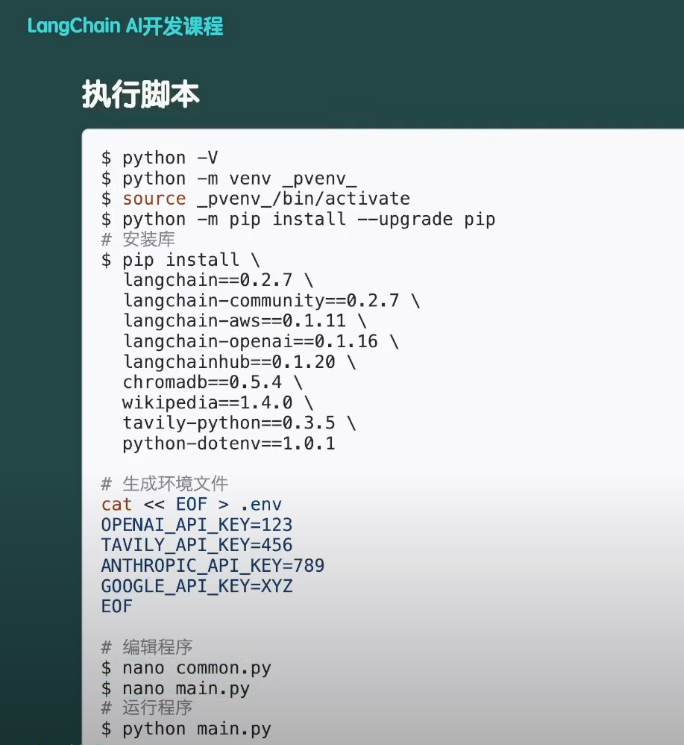 LangChain AI开发课程
执行脚本
$ python -V
$ python -m venv _pvenv_
$ source _pvenv_/bin/activate
$ python -m pip install --upgrade pip
# 安装库
$ pip install \
langchain==0.2.7 \
langchain-community==0.2.7 \
langchain-aws==0.1.11 \
langchain-openai==0.1.16 \
langchainhub==0.1.20 \
chromadb==0.5.4 \
wikipedia==1.4.0 \
tavily-python==0.3.5 \
python-dotenv==1.0.1
# 生成环境文件
cat << EOF > .env
OPENAI_API_KEY=123
TAVILY_API_KEY=456
ANTHROPIC_API_KEY=789
GOOGLE_API_KEY=XYZ
EOF
# 编辑程序
$ nano common.py
$ nano main.py
# 运行程序
$ python main.py